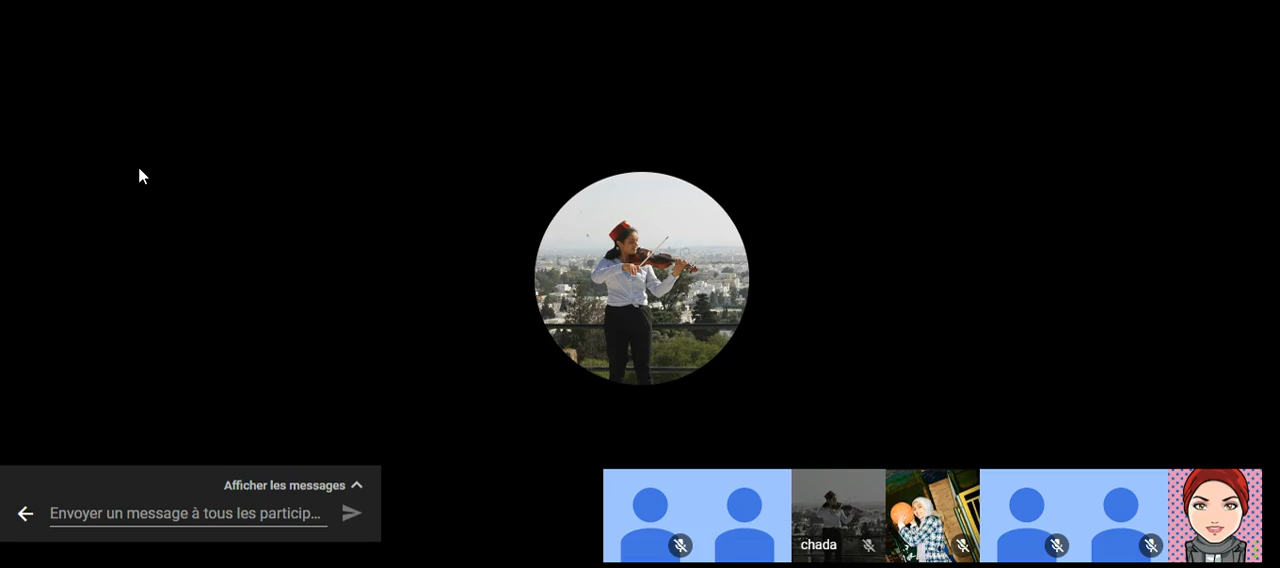 Afficher les messages
Envoyer un message à tous les particip...
chada